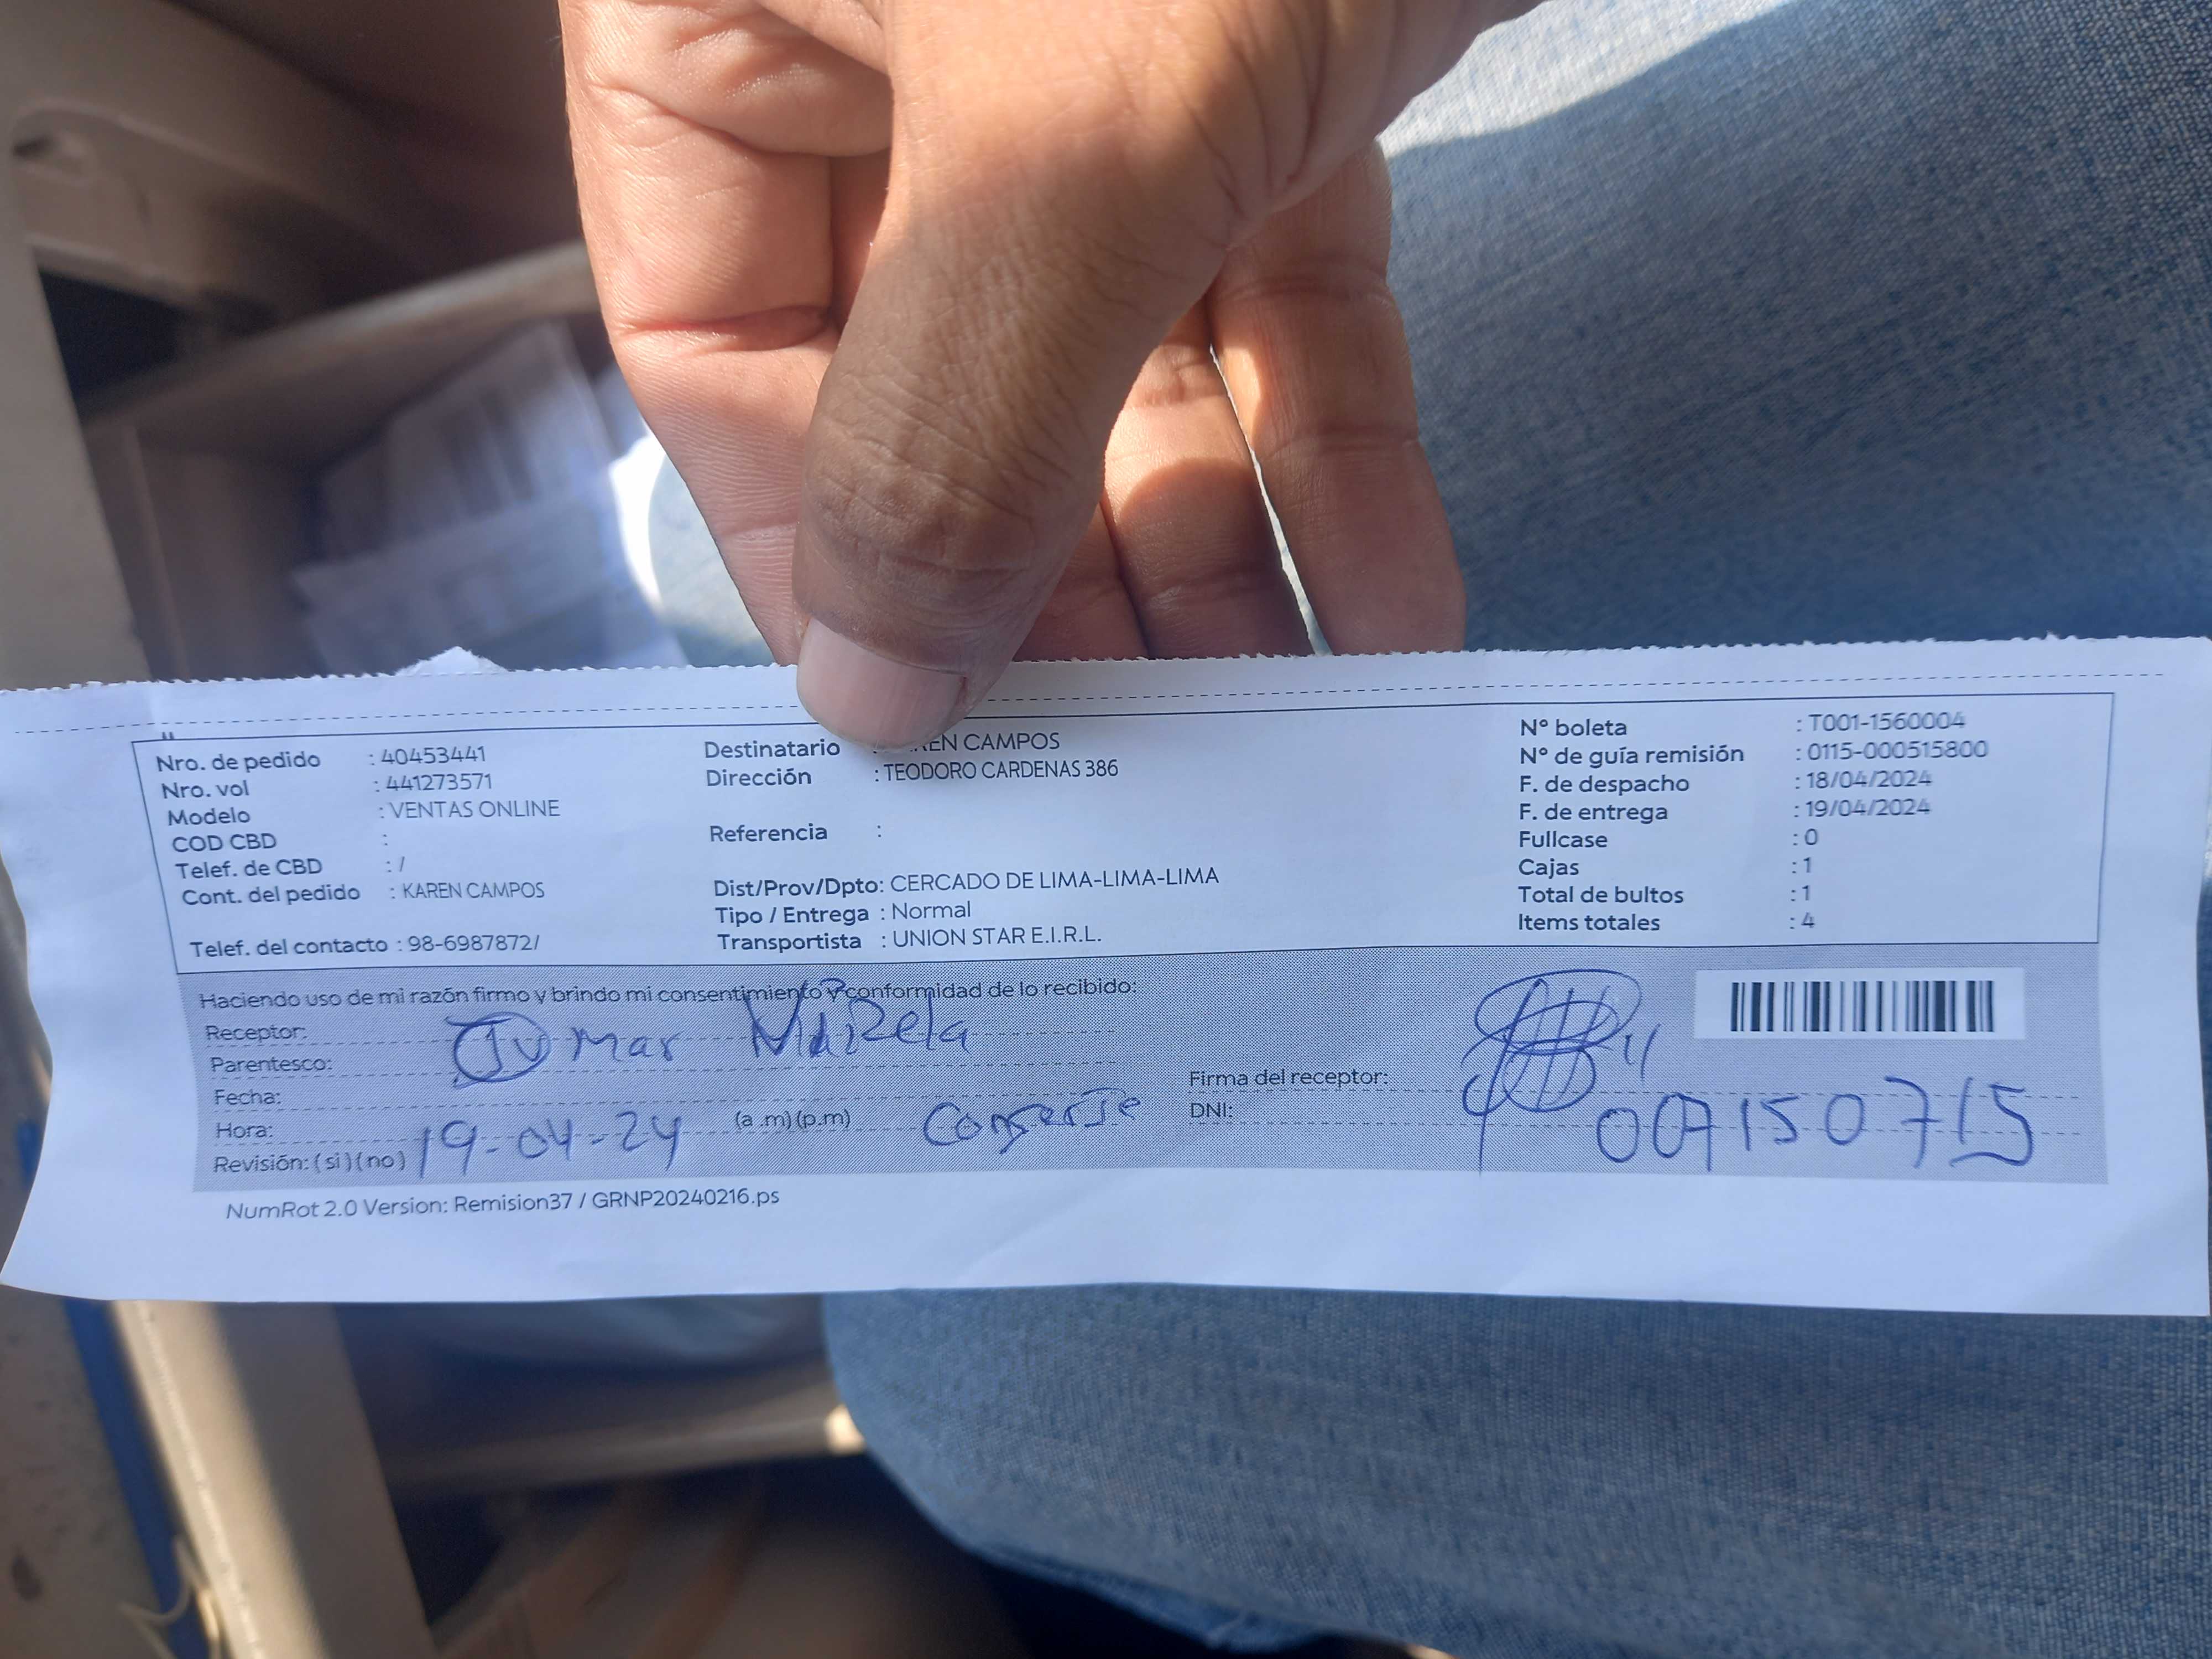 Nro. de pedido : 40453441
Nro. vol : 441273571
Modelo : VENTAS ONLINE
COD CBD :
Telef. de CBD : /
Cont. del pedido : KAREN CAMPOS
Telef. del contacto : 98-6987872/
Destinatario CAMPOS
Dirección : TEODORO CARDENAS 386
Referencia :
Dist/Prov/Dpto: CERCADO DE LIMA-LIMA-LIMA
Tipo / Entrega : Normal
Transportista : UNION STAR E.I.R.L.
N° boleta : T001-1560004
N° de guía remisión : 0115-000515800
F. de despacho : 18/04/2024
F. de entrega : 19/04/2024
Fullcase : 0
Cajas : 1
Total de bultos : 1
Items totales : 4
Haciendo uso de mi razón firmo y brindo mi consentimiento y conformidad de lo recibido:
Receptor:
Parentesco:
Fecha:
Hora: (a .m)(p.m)
Revisión: (si)(no) 19-04-24
Firma del receptor:
DNI: 007150715
NumRot 2.0 Version: Remision37 / GRNP20240216.ps